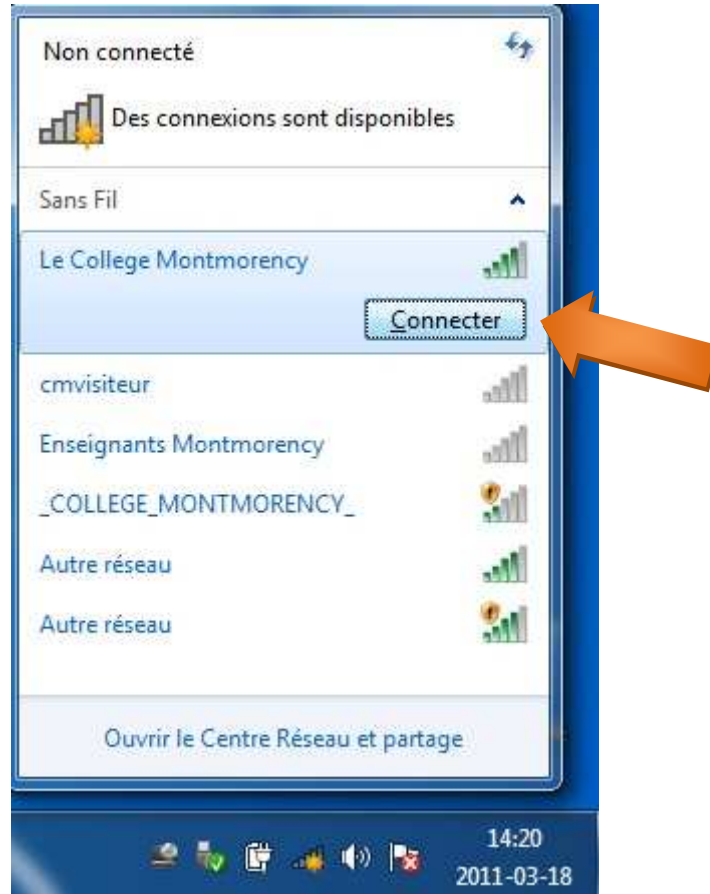 Non connecté
Des connexions sont disponibles
Sans Fil
Le College Montmorency
Connecter
cmvisiteur
Enseignants Montmorency
_COLLEGE_MONTMORENCY_
Autre réseau
Autre réseau
Ouvrir le Centre Réseau et partage
14:20
2011-03-18